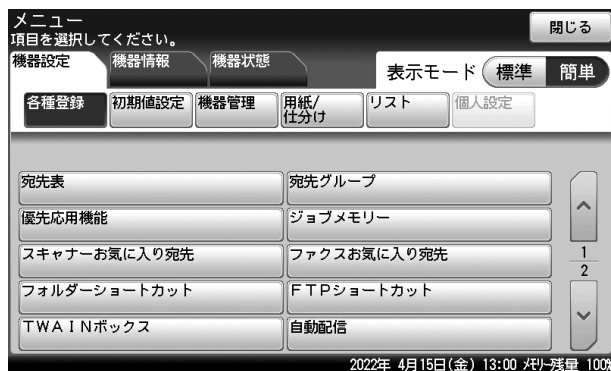 メニュー
項目を選択してください。
閉じる
機器設定
機器情報
機器状態
表示モード
標準
簡単
各種登録
初期値設定
機器管理
用紙/
仕分け
リスト
個人設定
宛先表
宛先グループ
優先応用機能
ジョブメモリー
スキャナーお気に入り宛先
ファクスお気に入り宛先
フォルダーショートカット
FTPショートカット
TWAINボックス
自動配信
1
2
2022年 4月15日(金) 13:00 メモリー残量 100%